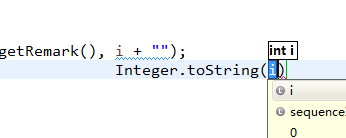 getRemark(), i + "");
int i
Integer.toString(i)
i
sequence
0